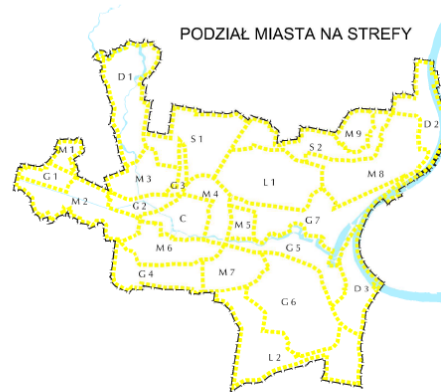 PODZIAŁ MIASTA NA STREFY
D 1
D 2
M 9
S 1
S 2
M 1
G 1
M 3
G 3
L 1
M 8
M 4
M 2
G 2
C
M 5
G 7
M 6
G 5
G 4
M 7
D 3
G 6
L 2